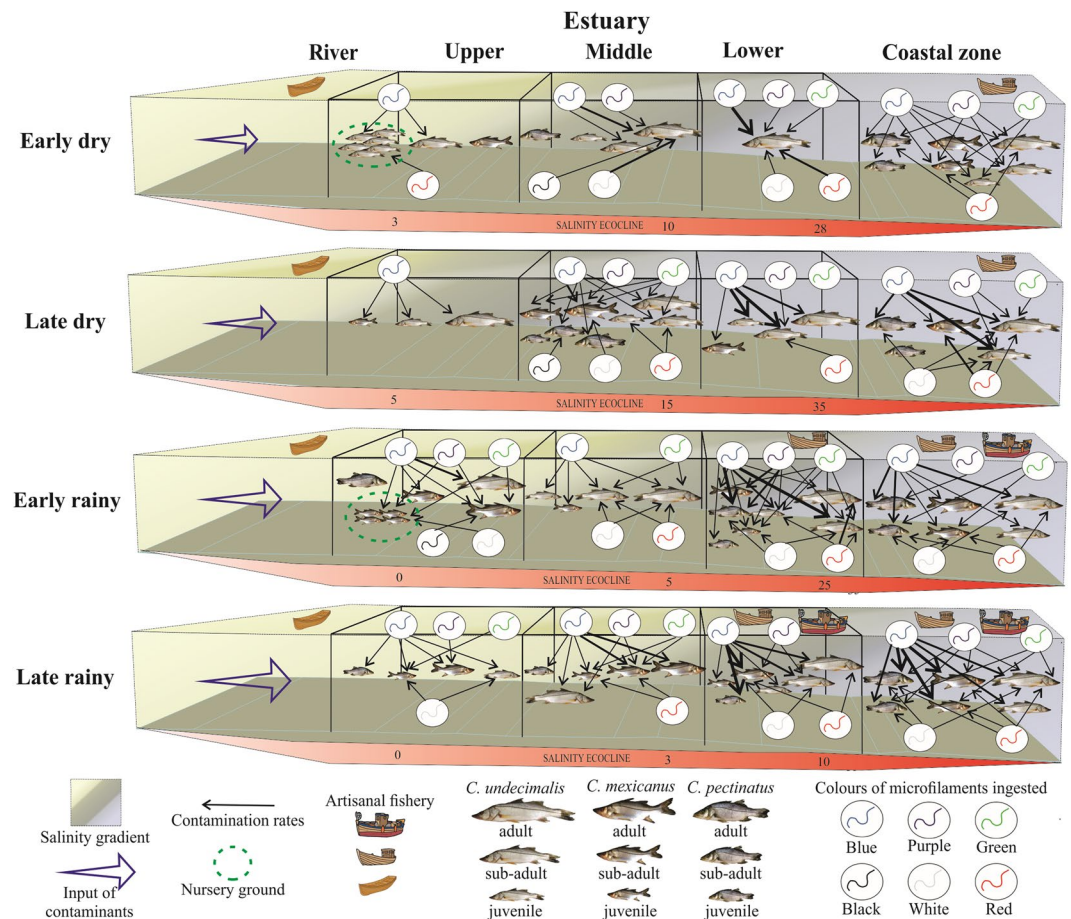 Estuary
River Upper Middle Lower Coastal zone
Early dry
3 SALINITY ECOCLINE 10 28
Late dry
5 SALINITY ECOCLINE 15 35
Early rainy
0 SALINITY ECOCLINE 5 25
Late rainy
0 SALINITY ECOCLINE 3 10
Salinity gradient
Input of
contaminants
Contamination rates
Nursery ground
Artisanal fishery
C. undecimalis C. mexicanus C. pectinatus
adult adult adult
sub-adult sub-adult sub-adult
juvenile juvenile juvenile
Colours of microfilaments ingested
Blue Purple Green
Black White Red